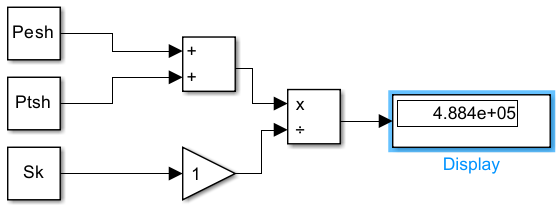 Pesh
+
+
Ptsh
x
÷
4.884e+05
Display
Sk
1